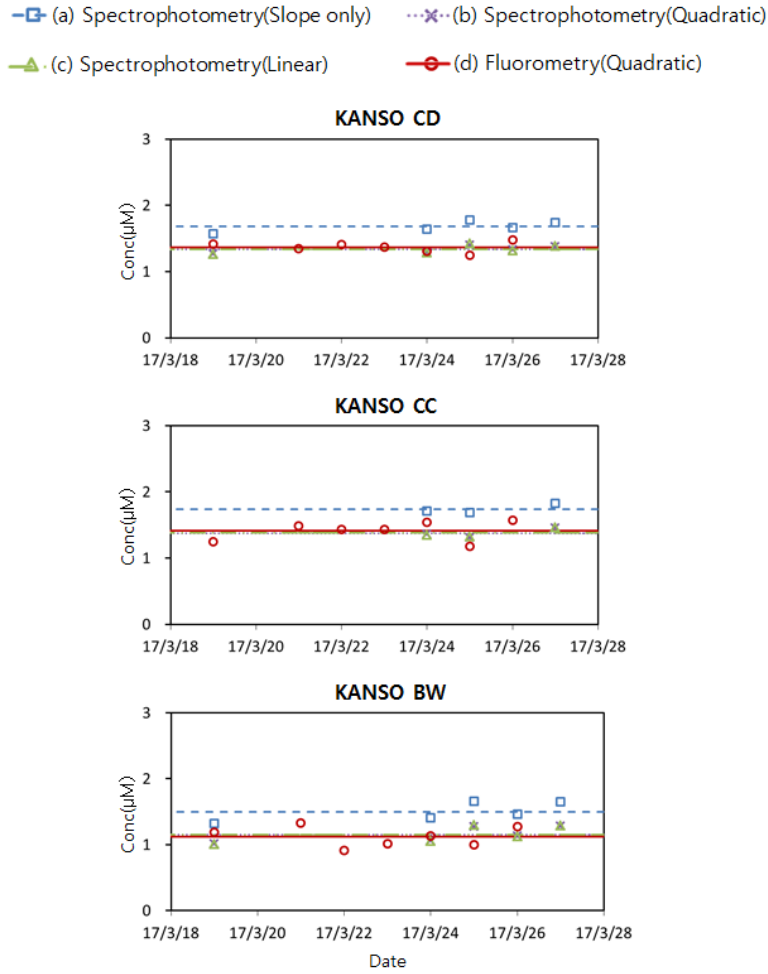 (a) Spectrophotometry(Slope only) (b) Spectrophotometry(Quadratic)
(c) Spectrophotometry(Linear) (d) Fluorometry(Quadratic)
KANSO CD
3
2
1
0
Conc(μM)
17/3/18 17/3/20 17/3/22 17/3/24 17/3/26 17/3/28
KANSO CC
3
2
1
0
Conc(μM)
17/3/18 17/3/20 17/3/22 17/3/24 17/3/26 17/3/28
KANSO BW
3
2
1
0
Conc(μM)
17/3/18 17/3/20 17/3/22 17/3/24 17/3/26 17/3/28
Date